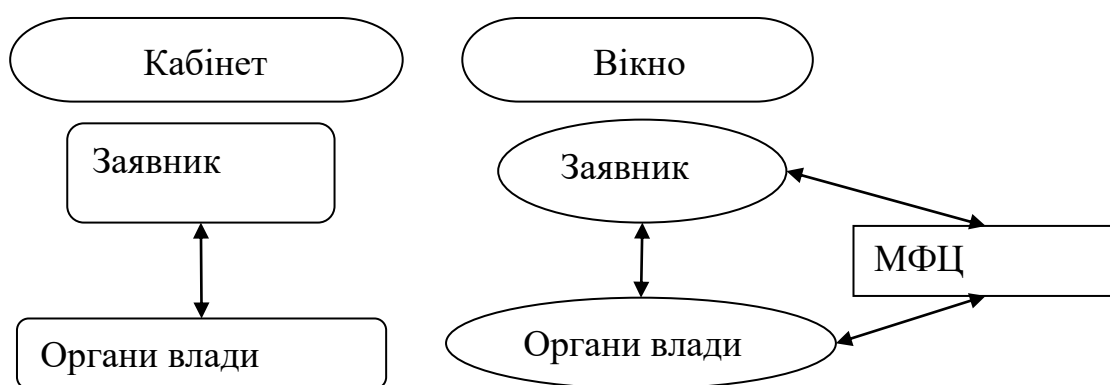 Кабінет
Вікно
Заявник
Заявник
МФЦ
Органи влади
Органи влади